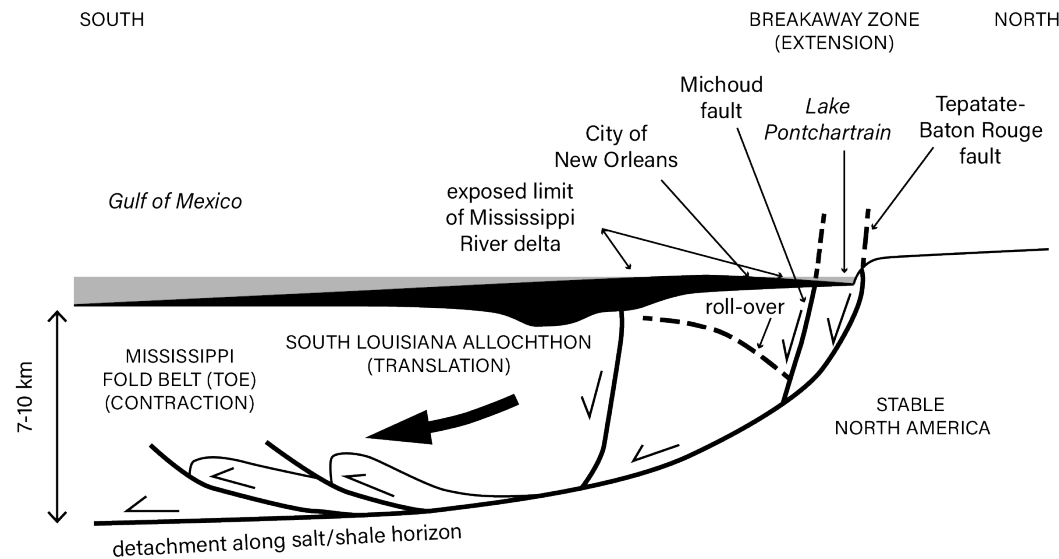 SOUTH
BREAKAWAY ZONE
(EXTENSION)
NORTH
Michoud
fault
Lake
Pontchartrain
Tepatate-
Baton Rouge
fault
City of
New Orleans
exposed limit
of Mississippi
River delta
Gulf of Mexico
roll-over
SOUTH LOUISIANA ALLOCHTHON
(TRANSLATION)
MISSISSIPPI
FOLD BELT (TOE)
(CONTRACTION)
7-10 km
STABLE
NORTH AMERICA
detachment along salt/shale horizon